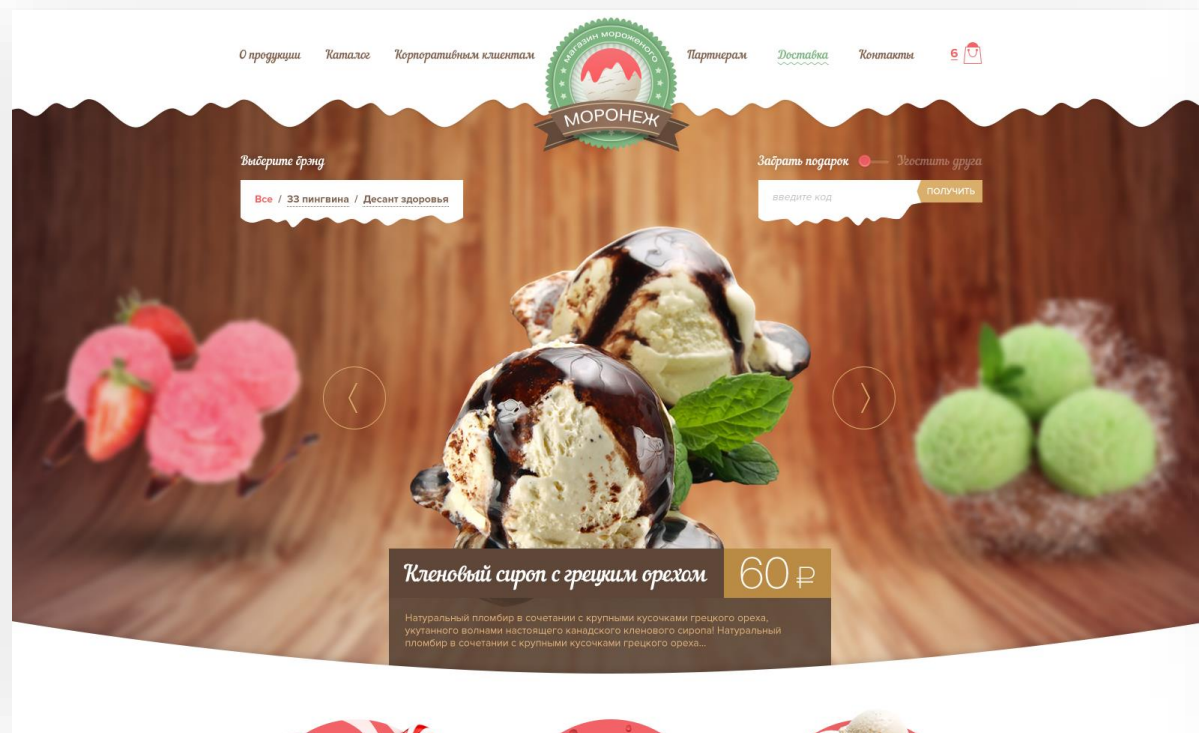 О продукции
Каталог
Корпоративным клиентам
магазин мороженого
МОРОНЕЖ
Партнерам
Доставка
Контакты
6
Выберите брэнд
Все / 33 пингвина / Десант здоровья
Забрать подарок
Угостить друга
введите код
ПОЛУЧИТЬ
Кленовый сироп с грецким орехом
60 ₽
Натуральный пломбир в сочетании с крупными кусочками грецкого ореха,
укутанного волнами настоящего канадского кленового сиропа! Натуральный
пломбир в сочетании с крупными кусочками грецкого ореха...